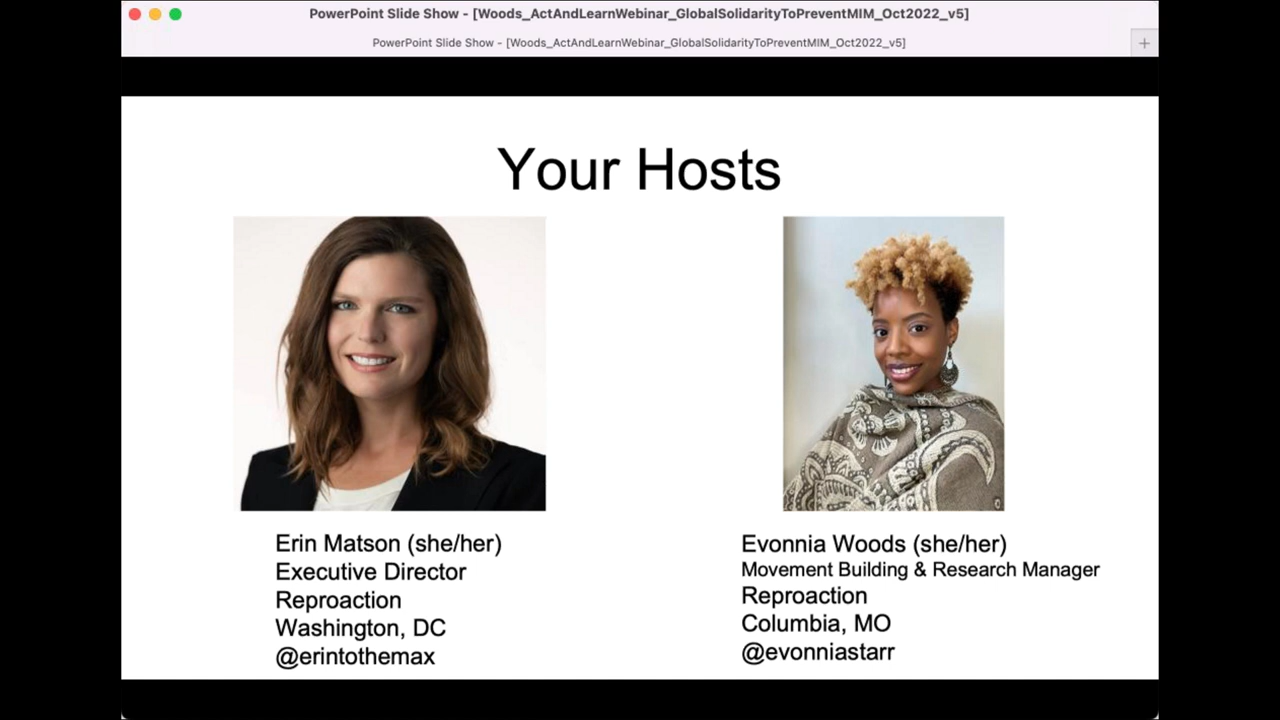 PowerPoint Slide Show - [Woods_ActAndLearnWebinar_GlobalSolidarityToPreventMIM_Oct2022_v5]
PowerPoint Slide Show - [Woods_ActAndLearnWebinar_GlobalSolidarityToPreventMIM_Oct2022_v5]
Your Hosts
Erin Matson (she/her)
Executive Director
Reproaction
Washington, DC
@erintothemax
Evonnia Woods (she/her)
Movement Building & Research Manager
Reproaction
Columbia, MO
@evonniastarr